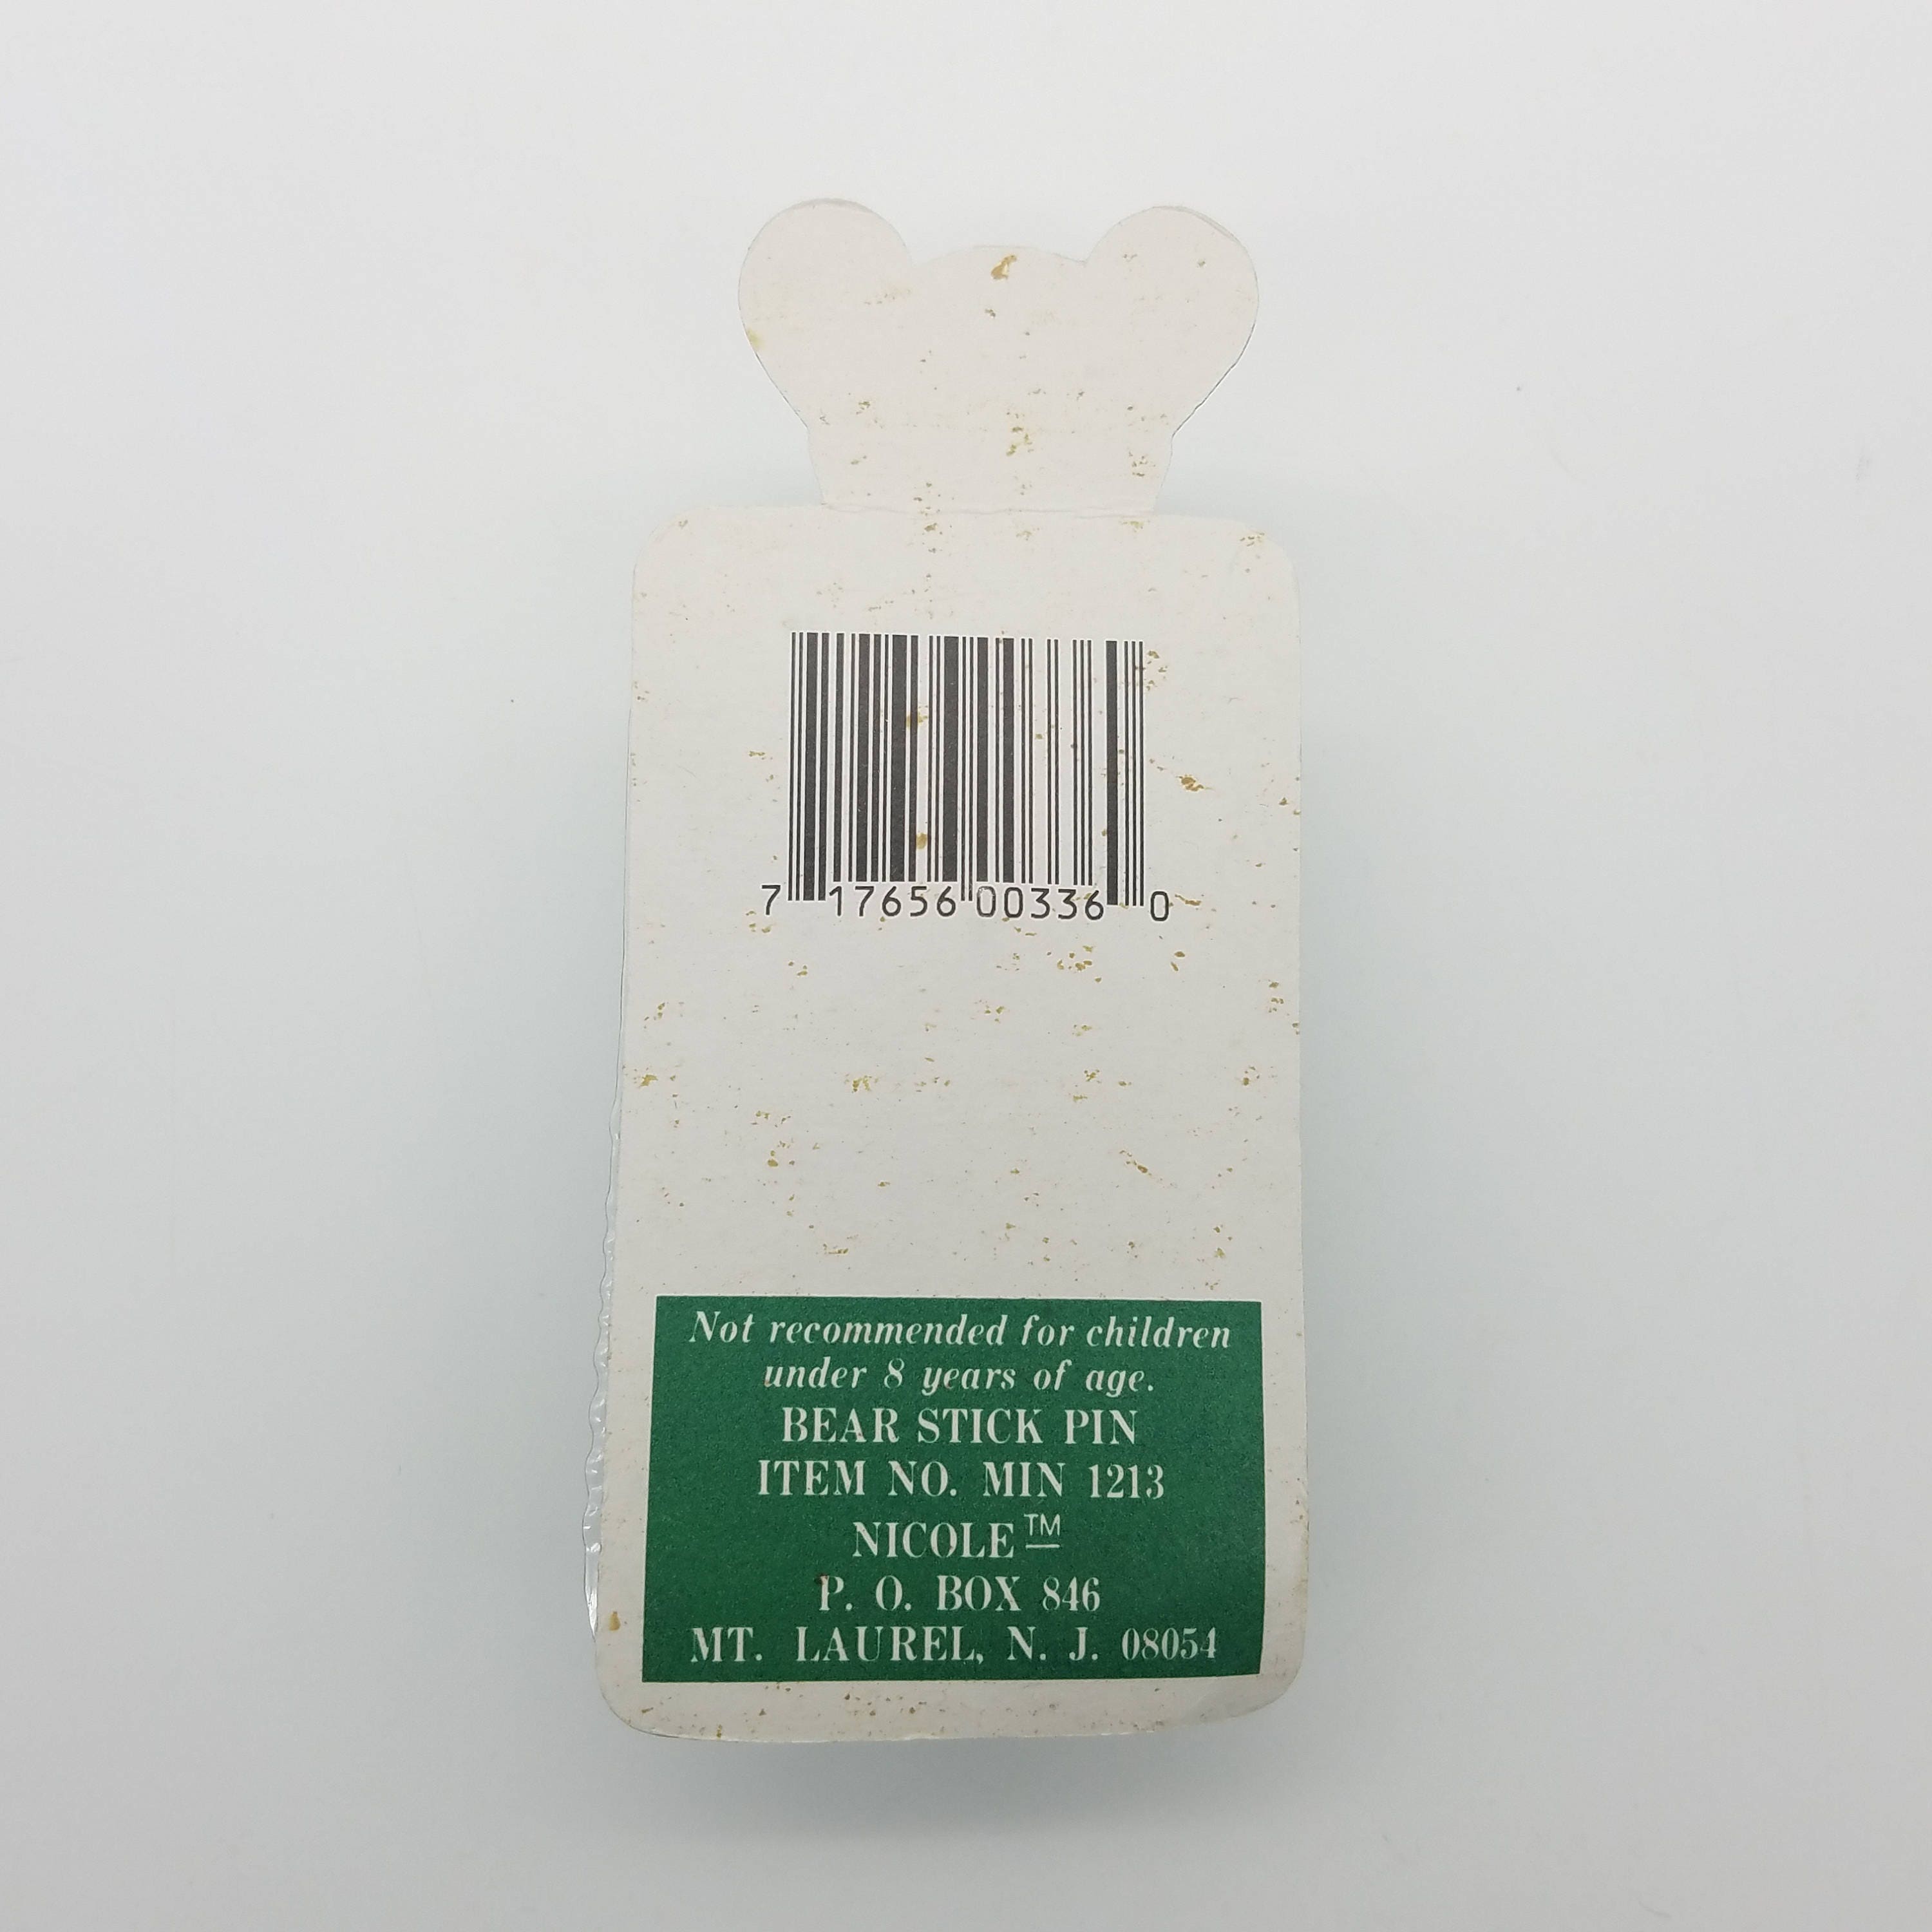 7 17656 00336 0
Not recommended for children
under 8 years of age.
BEAR STICK PIN
ITEM NO. MIN 1213
NICOLE™
P. O. BOX 846
MT. LAUREL, N. J. 08054